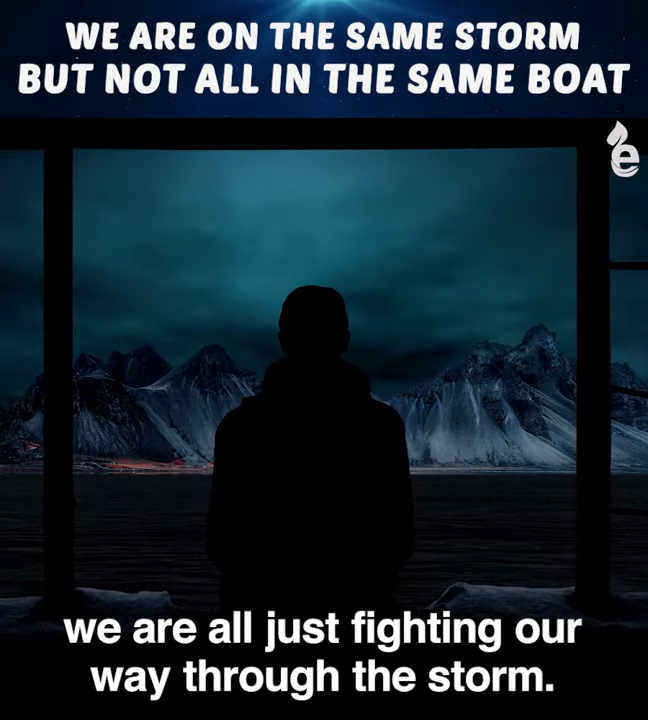 WE ARE ON THE SAME STORM
BUT NOT ALL IN THE SAME BOAT
e
we are all just fighting our
way through the storm.